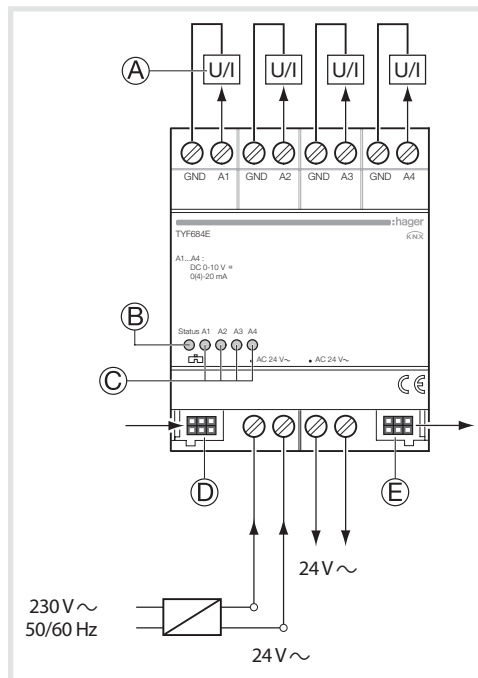 A U/I U/I U/I U/I
GND A1 GND A2 GND A3 GND A4
:hager
TYF684E
KNX
A1...A4 :
DC 0-10 V
0(4)-20 mA
B
Status A1 A2 A3 A4
AC 24 V~ • AC 24 V~
C
CE
D E
24 V ~
230 V ~
50/60 Hz
24 V ~